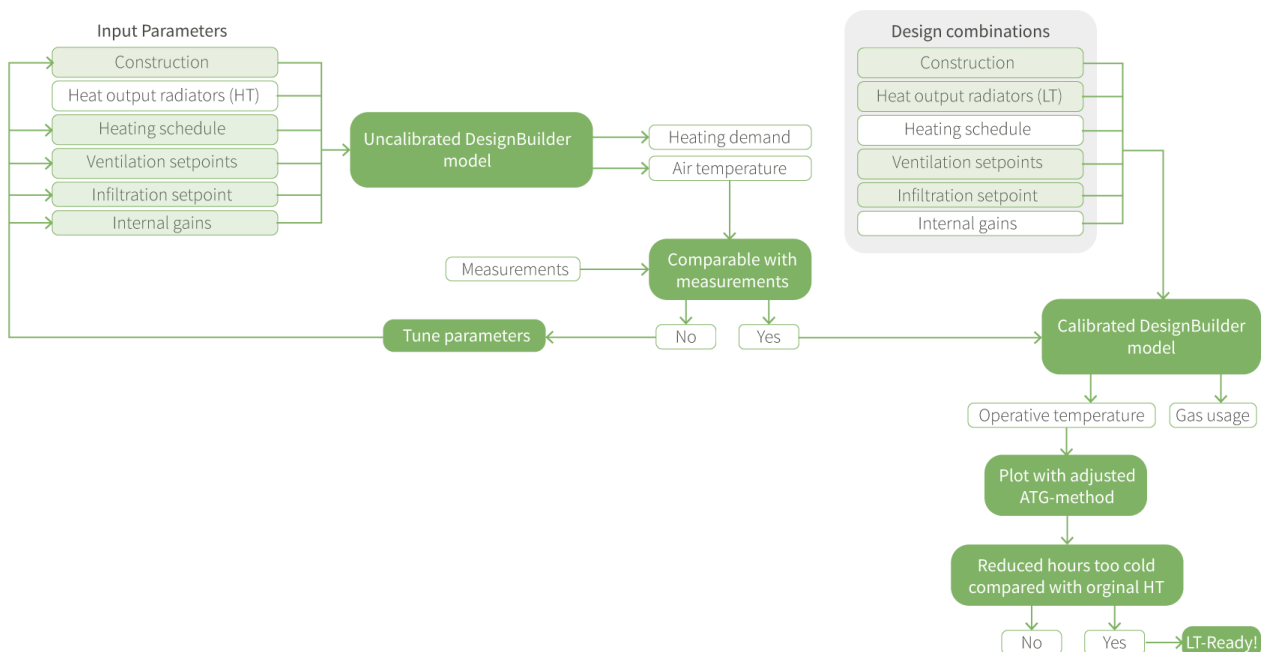 Input Parameters
Construction
Heat output radiators (HT)
Heating schedule
Ventilation setpoints
Infiltration setpoint
Internal gains
Uncalibrated DesignBuilder
model
Heating demand
Air temperature
Measurements
Comparable with
measurements
No
Yes
Tune parameters
Design combinations
Construction
Heat output radiators (LT)
Heating schedule
Ventilation setpoints
Infiltration setpoint
Internal gains
Calibrated DesignBuilder
model
Operative temperature
Gas usage
Plot with adjusted
ATG-method
Reduced hours too cold
compared with orginal HT
No
Yes
LT-Ready!